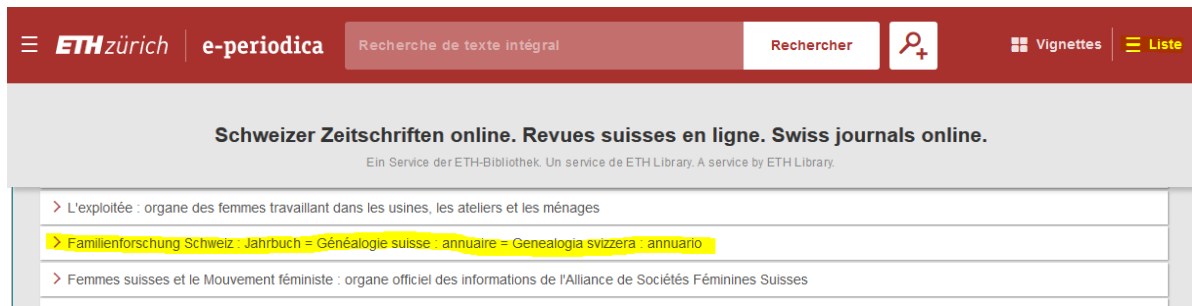 ETH zürich e-periodica Recherche de texte intégral Rechercher Vignettes Liste
Schweizer Zeitschriften online. Revues suisses en ligne. Swiss journals online.
Ein Service der ETH-Bibliothek. Un service de ETH Library. A service by ETH Library.
L'exploitée : organe des femmes travaillant dans les usines, les ateliers et les ménages
Familienforschung Schweiz : Jahrbuch = Généalogie suisse : annuaire = Genealogia svizzera : annuario
Femmes suisses et le Mouvement féministe : organe officiel des informations de l'Alliance de Sociétés Féminines Suisses